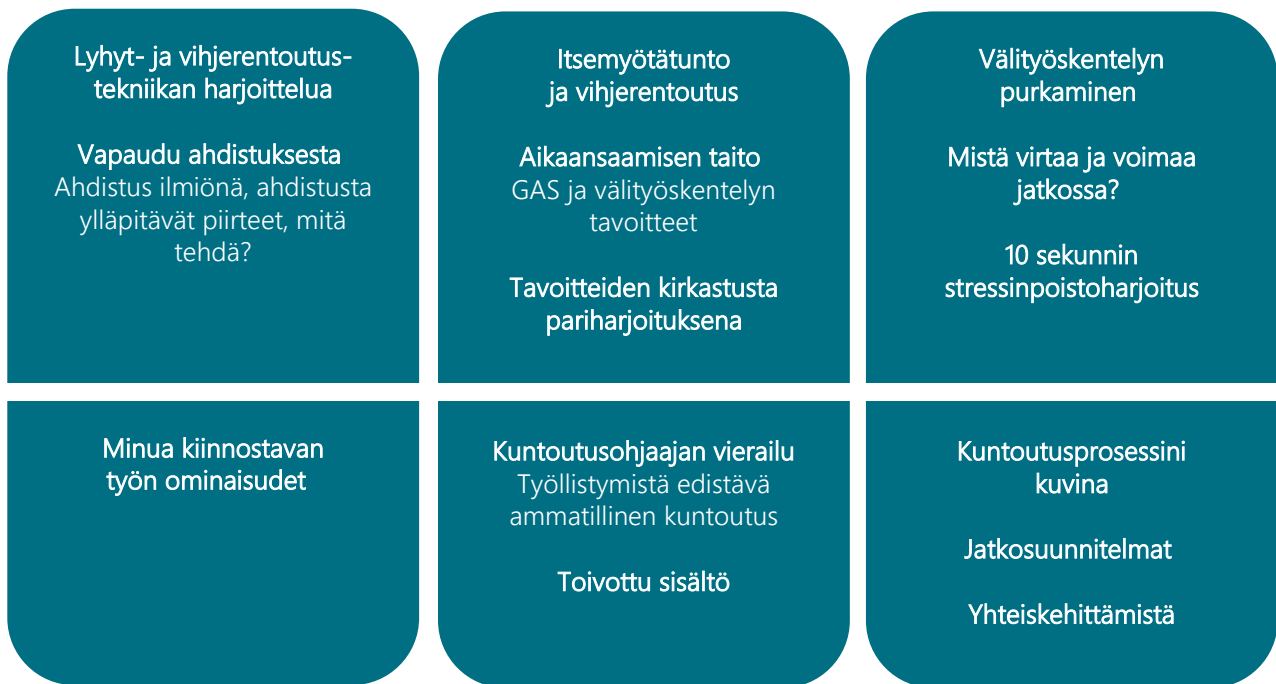 Lyhyt- ja vihjerentoutus-
tekniikan harjoittelua
Vapaudu ahdistuksesta
Ahdistus ilmiönä, ahdistusta
ylläpitävät piirteet, mitä
tehdä?
Itsemyötätunto
ja vihjerentoutus
Aikaansaamisen taito
GAS ja välityöskentelyn
tavoitteet
Tavoitteiden kirkastusta
pariharjoituksena
Välityöskentelyn
purkaminen
Mistä virtaa ja voimaa
jatkossa?
10 sekunnin
stressinpoistoharjoitus
Minua kiinnostavan
työn ominaisudet
Kuntoutusohjaajan vierailu
Työllistymistä edistävä
ammatillinen kuntoutus
Toivottu sisältö
Kuntoutusprosessini
kuvina
Jatkosuunnitelmat
Yhteiskehittämistä